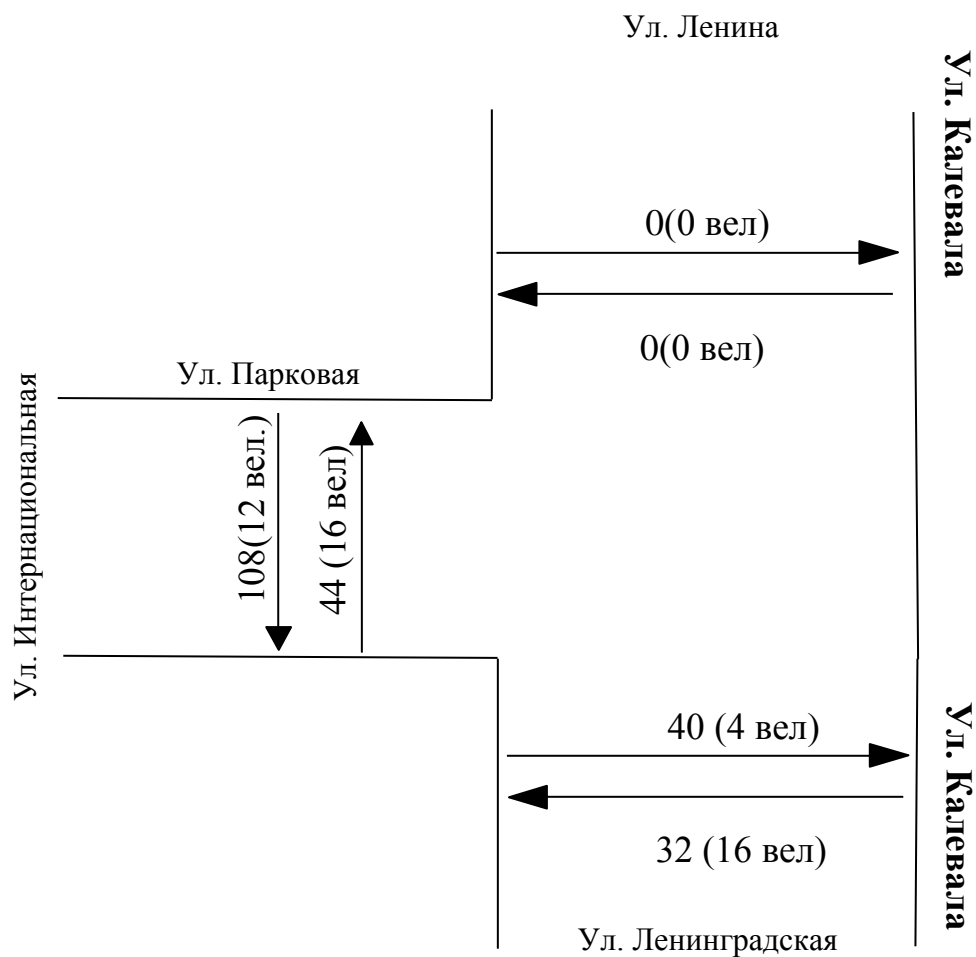 Ул. Ленина
Ул. Калевала
0(0 вел)
0(0 вел)
Ул. Парковая
Ул. Интернациональная
108(12 вел.)
44 (16 вел)
40 (4 вел)
32 (16 вел)
Ул. Калевала
Ул. Ленинградская